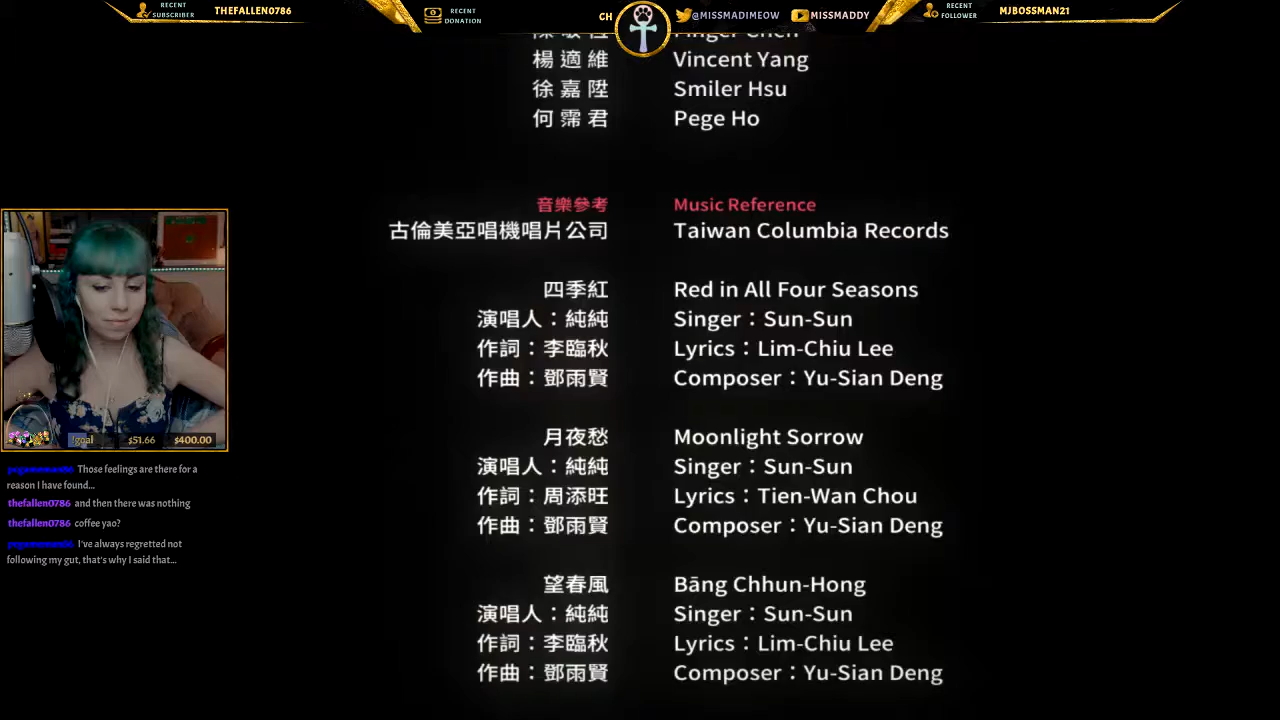 RECENT SUBSCRIBER THEFALLEN0786
RECENT DONATION
CH
@MISSMADIMEOW
MISSMADDY
RECENT FOLLOWER MJBOSSMAN21
楊適維 Vincent Yang
徐嘉陞 Smiler Hsu
何霈君 Pege Ho
音樂參考 Music Reference
古倫美亞唱機唱片公司 Taiwan Columbia Records
四季紅 Red in All Four Seasons
演唱人：純純 Singer：Sun-Sun
作詞：李臨秋 Lyrics：Lim-Chiu Lee
作曲：鄧雨賢 Composer：Yu-Sian Deng
月夜愁 Moonlight Sorrow
演唱人：純純 Singer：Sun-Sun
作詞：周添旺 Lyrics：Tien-Wan Chou
作曲：鄧雨賢 Composer：Yu-Sian Deng
望春風 Bāng Chhun-Hong
演唱人：純純 Singer：Sun-Sun
作詞：李臨秋 Lyrics：Lim-Chiu Lee
作曲：鄧雨賢 Composer：Yu-Sian Deng
!goal $51.66 $400.00
Those feelings are there for a
reason I have found...
thefallen0786 and then there was nothing
thefallen0786 coffee yao?
I've always regretted not
following my gut, that's why I said that...